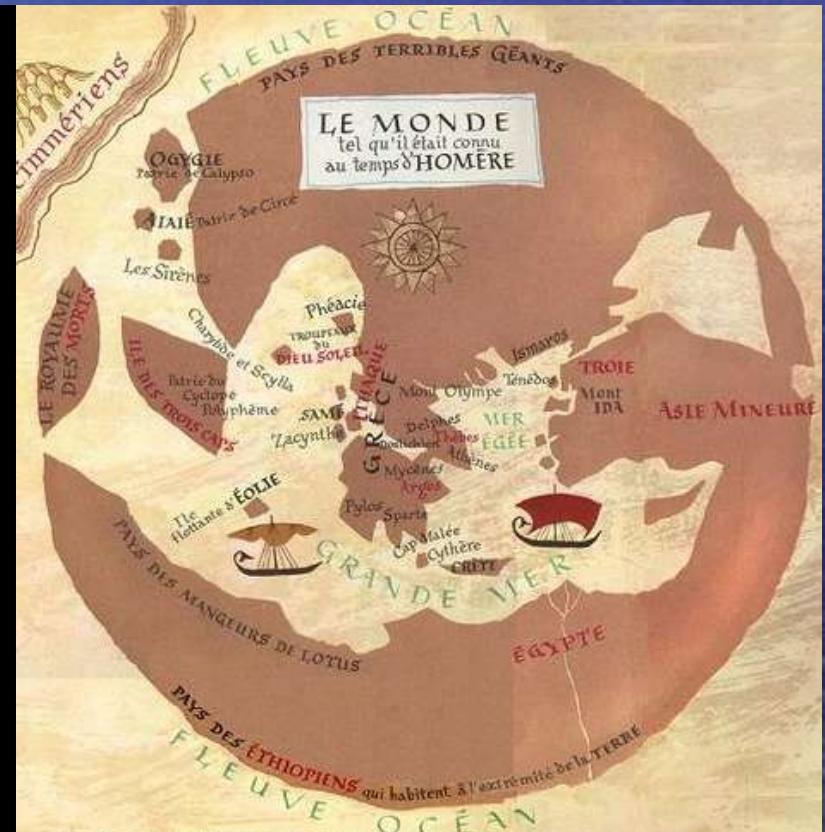 FLEUVE OCÉAN
PAYS DES TERRIBLES GÉANTS
LE MONDE
tel qu'il était connu
au temps d'HOMÈRE
Cimmériens
OGYGIE
Patrie de Calypso
AIAIÉ Patrie de Circé
Les Sirènes
LE ROYAUME
DES MORTS
Charybde et Scylla
ILE DES TROIS CAPS
Patrie du
Cyclope
Polyphème
Phéacie
TROUPEAUX
DU
DIEU SOLEIL
ITHAQUE
GRÈCE
SAMÉ
Zacynthe
Mont Olympe
Ismaros
Ténédos
TROIE
Mont
IDA
ASIE MINEURE
MER
ÉGÉE
Delphes
Thèbes
Athènes
Mycènes
Argos
Pylos
Sparte
Cap Malée
Cythère
CRÈTE
Ile
flottante d'ÉOLIE
GRANDE MER
PAYS DES MANGEURS DE LOTUS
ÉGYPTE
PAYS DES ÉTHIOPIENS qui habitent à l'extrémité de la TERRE
FLEUVE OCÉAN